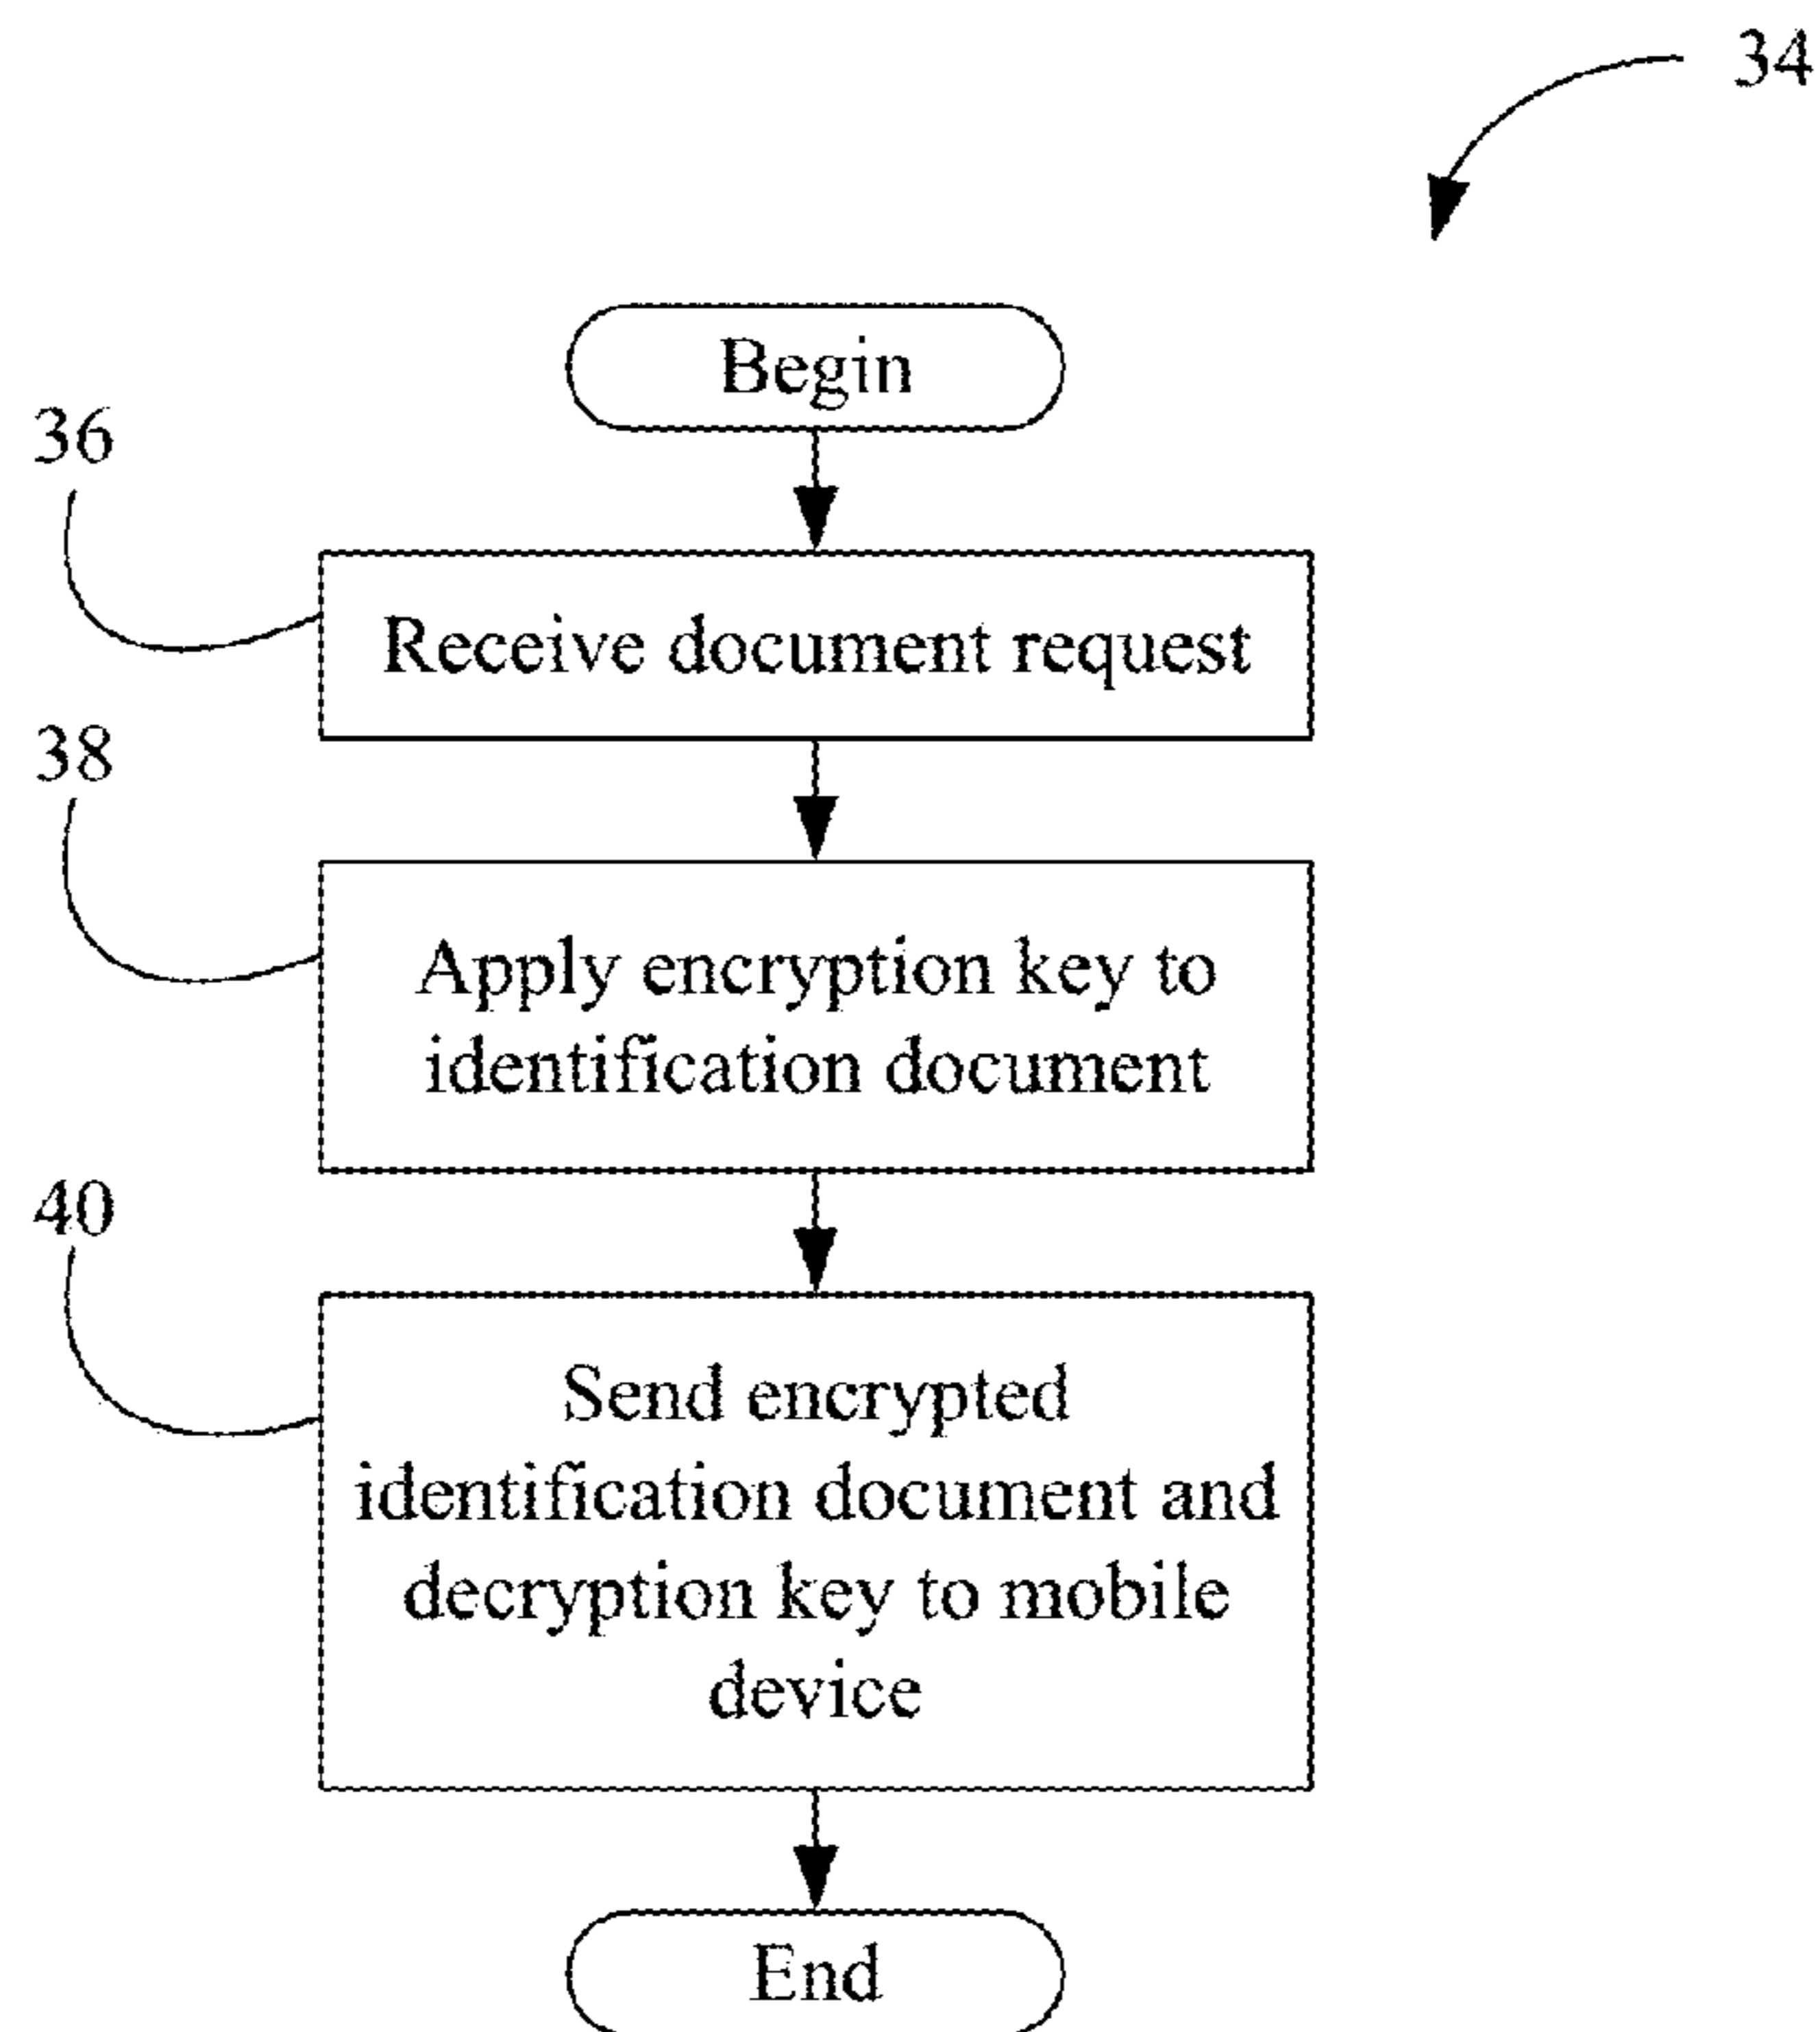 34
Begin
36
Receive document request
38
Apply encryption key to
identification document
40
Send encrypted
identification document and
decryption key to mobile
device
End